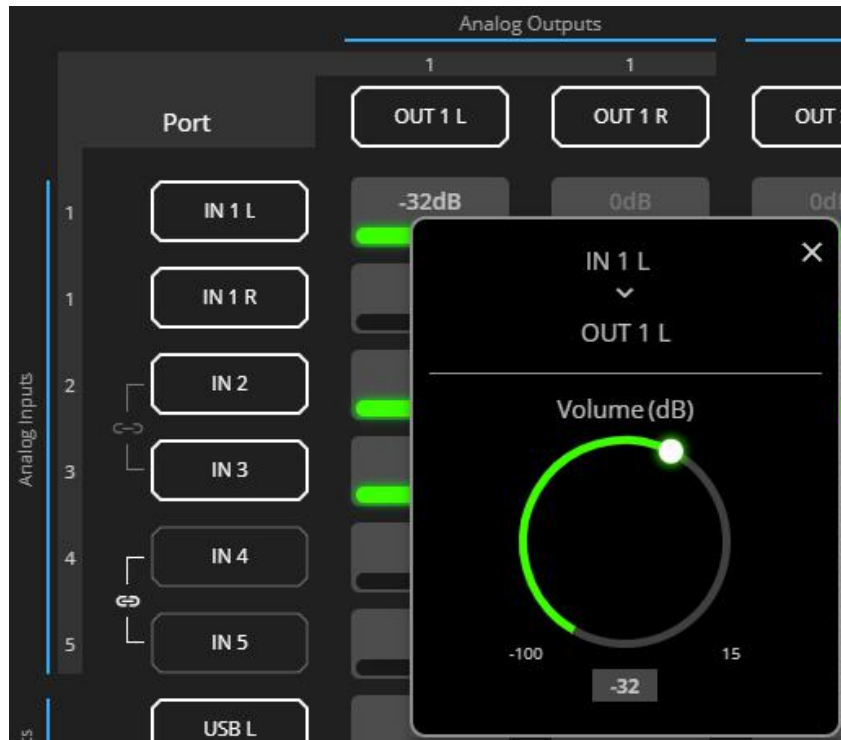 Analog Outputs
1 1
Port OUT 1 L OUT 1 R OUT
1 IN 1 L -32dB 0dB
1 IN 1 R
2 IN 2
3 IN 3
4 IN 4
5 IN 5
USB L
Analog Inputs
IN 1 L
OUT 1 L
Volume (dB)
-100 15
-32